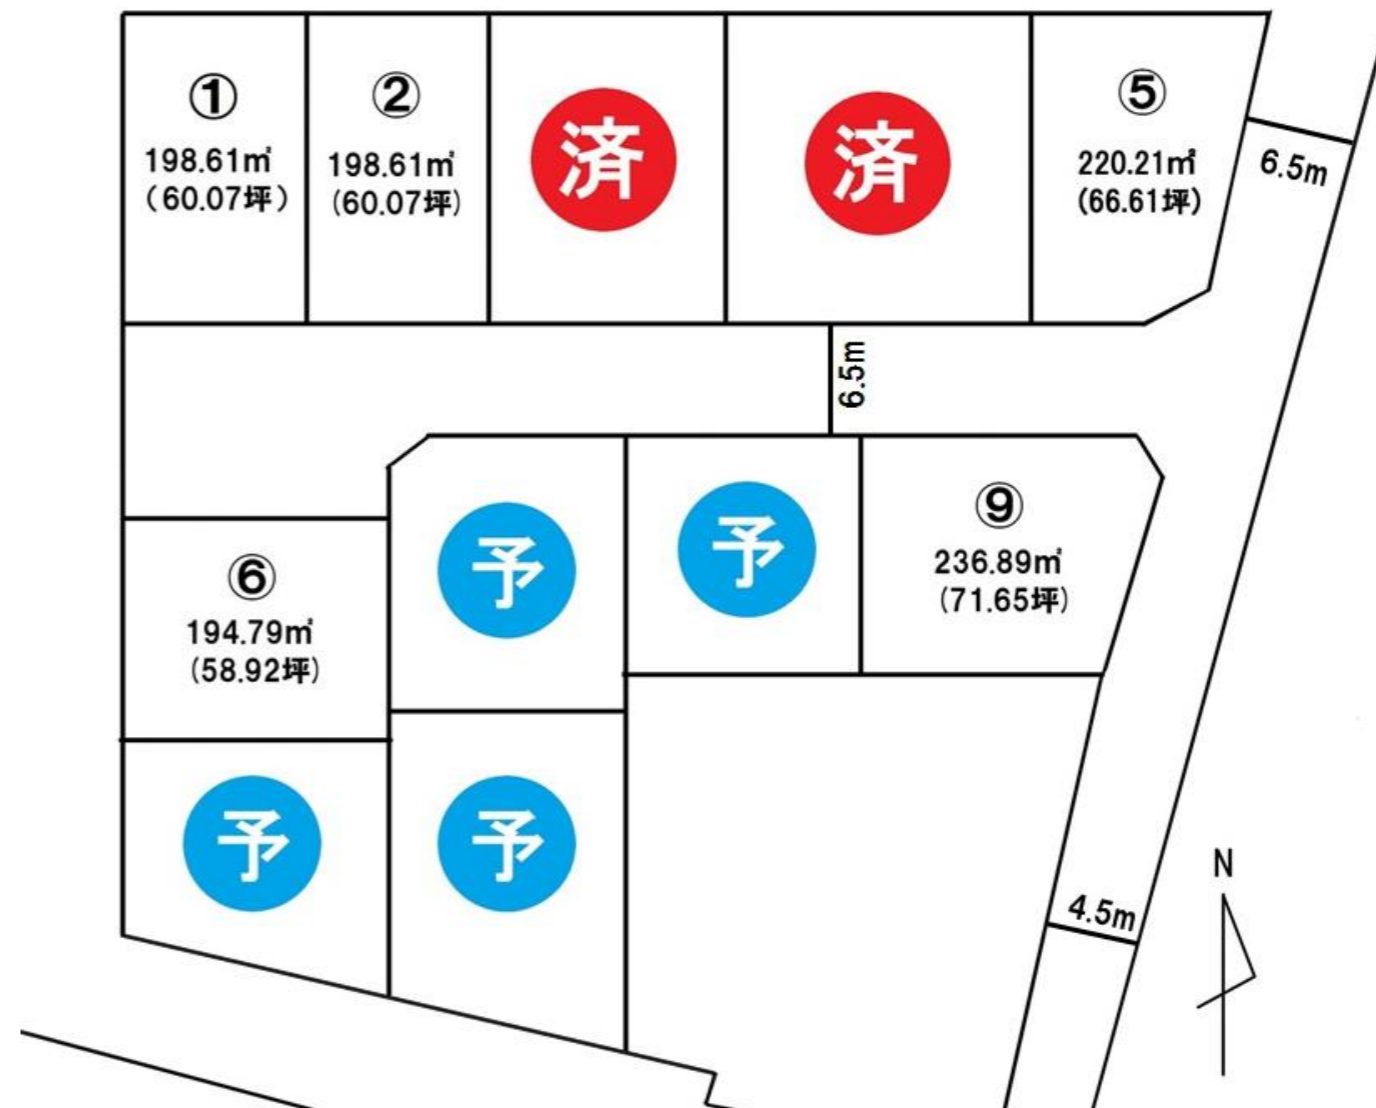 ①
198.61㎡
(60.07坪)
②
198.61㎡
(60.07坪)
済
済
⑤
220.21㎡
(66.61坪)
6.5m
6.5m
予
予
⑨
236.89㎡
(71.65坪)
⑥
194.79㎡
(58.92坪)
予
予
4.5m
N